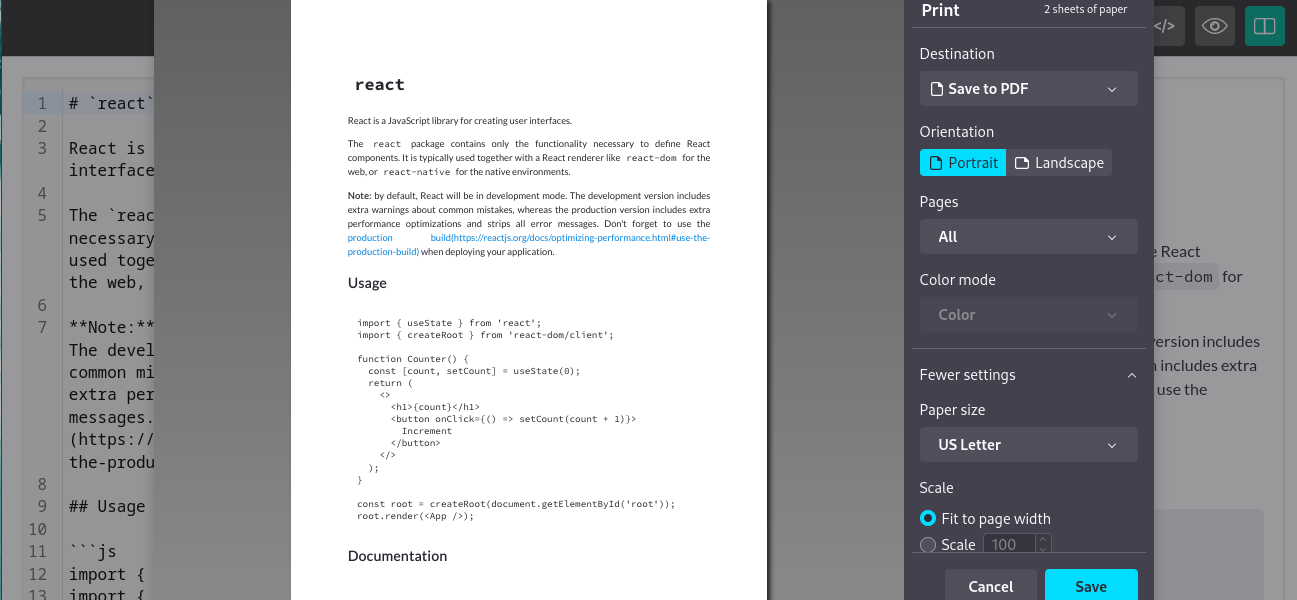 Print
2 sheets of paper
</>
Destination
Save to PDF
Orientation
Portrait
Landscape
Pages
All
Color mode
Color
Fewer settings
Paper size
US Letter
Scale
Fit to page width
Scale
100
Cancel
Save
react
React is a JavaScript library for creating user interfaces.
The react package contains only the functionality necessary to define React
components. It is typically used together with a React renderer like react-dom for the
web, or react-native for the native environments.
Note: by default, React will be in development mode. The development version includes
extra warnings about common mistakes, whereas the production version includes extra
performance optimizations and strips all error messages. Don't forget to use the
production build(https://reactjs.org/docs/optimizing-performance.html#use-the-
production-build) when deploying your application.
Usage
import { useState } from 'react';
import { createRoot } from 'react-dom/client';
function Counter() {
const [count, setCount] = useState(0);
return (
<>
<h1>{count}</h1>
<button onClick={() => setCount(count + 1)}>
Increment
</button>
</>
);
}
const root = createRoot(document.getElementById('root'));
root.render(<App />);
Documentation
1 # `react`
2
3 React is
interface
4
5 The `reac
necessary
used toge
the web,
6
7 **Note:**
The devel
common mi
extra per
messages.
(https://
the-produ
8
9 ## Usage
10
11 ```js
12 import {
13 import {
e React
ct-dom for
version includes
includes extra
use the